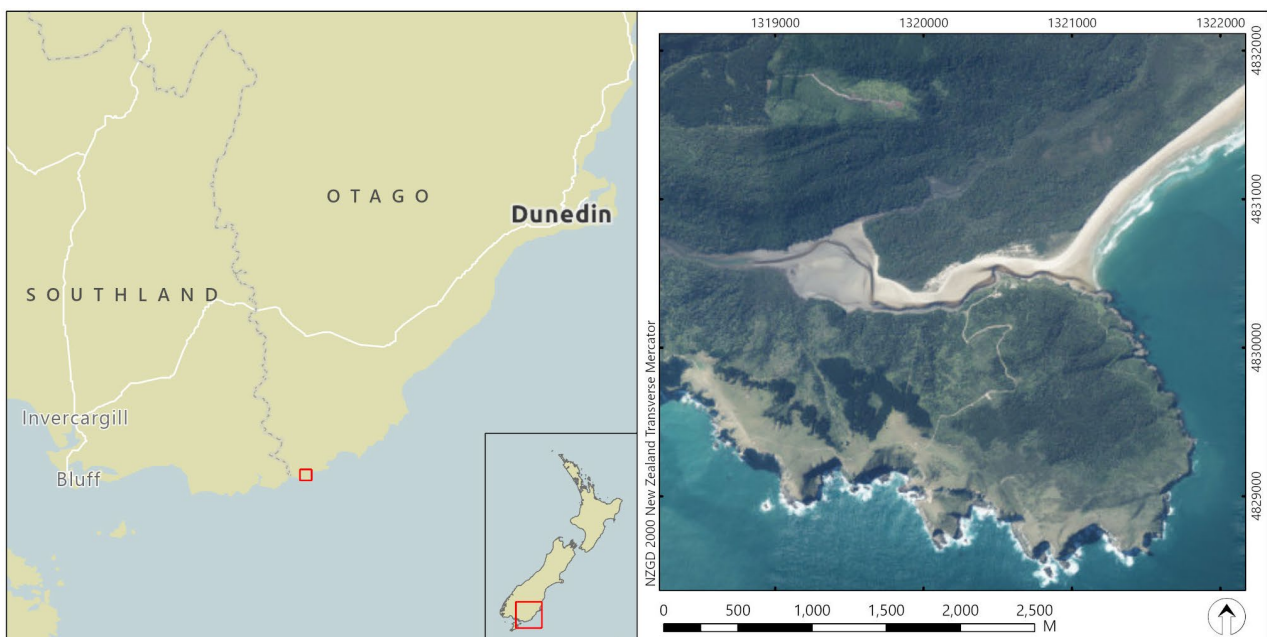 OTAGO
Dunedin
SOUTHLAND
Invercargill
Bluff
NZGD 2000 New Zealand Transverse Mercator
1319000
1320000
1321000
1322000
4832000
4831000
4830000
4829000
0 500 1,000 1,500 2,000 2,500
M